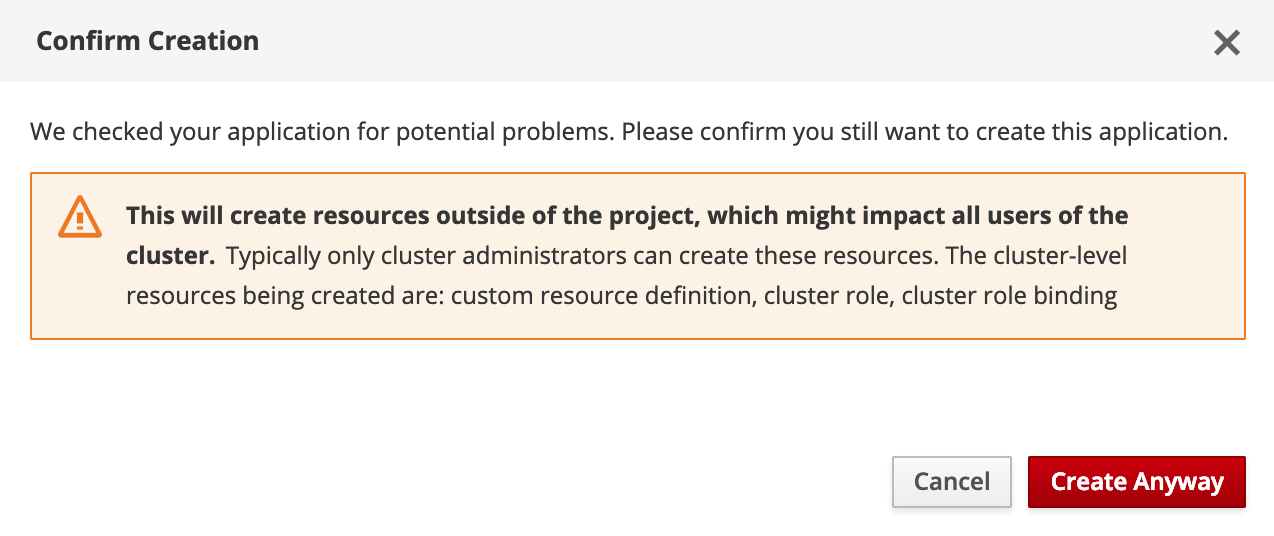 Confirm Creation
We checked your application for potential problems. Please confirm you still want to create this application.
This will create resources outside of the project, which might impact all users of the
cluster. Typically only cluster administrators can create these resources. The cluster-level
resources being created are: custom resource definition, cluster role, cluster role binding
Cancel
Create Anyway